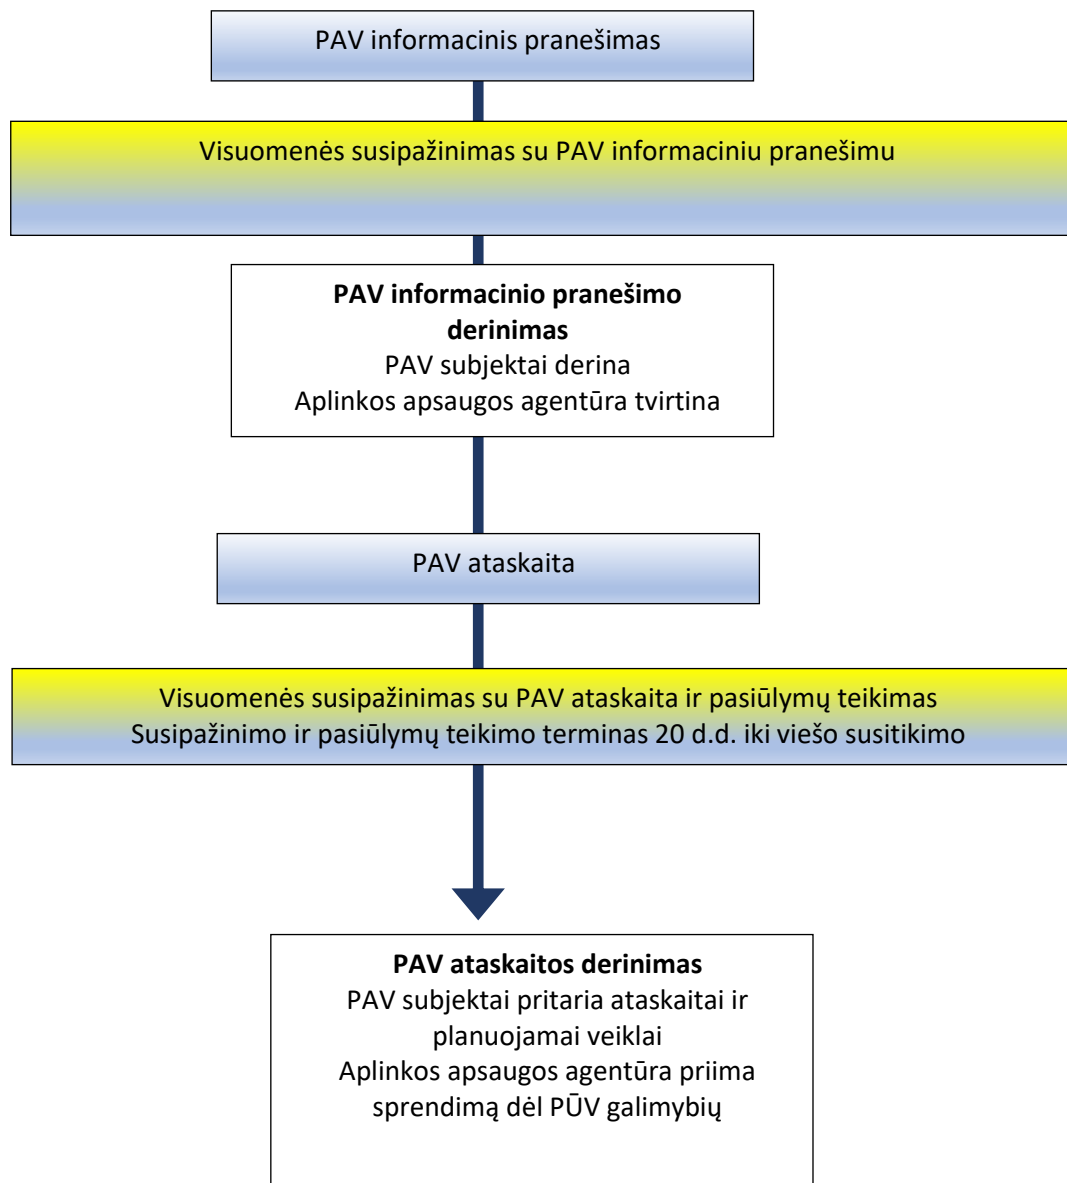 PAV informacinis pranešimas
Visuomenės susipažinimas su PAV informaciniu pranešimu
PAV informacinio pranešimo
derinimas
PAV subjektai derina
Aplinkos apsaugos agentūra tvirtina
PAV ataskaita
Visuomenės susipažinimas su PAV ataskaita ir pasiūlymų teikimas
Susipažinimo ir pasiūlymų teikimo terminas 20 d.d. iki viešo susitikimo
PAV ataskaitos derinimas
PAV subjektai pritaria ataskaitai ir
planuojamai veiklai
Aplinkos apsaugos agentūra priima
sprendimą dėl PŪV galimybių